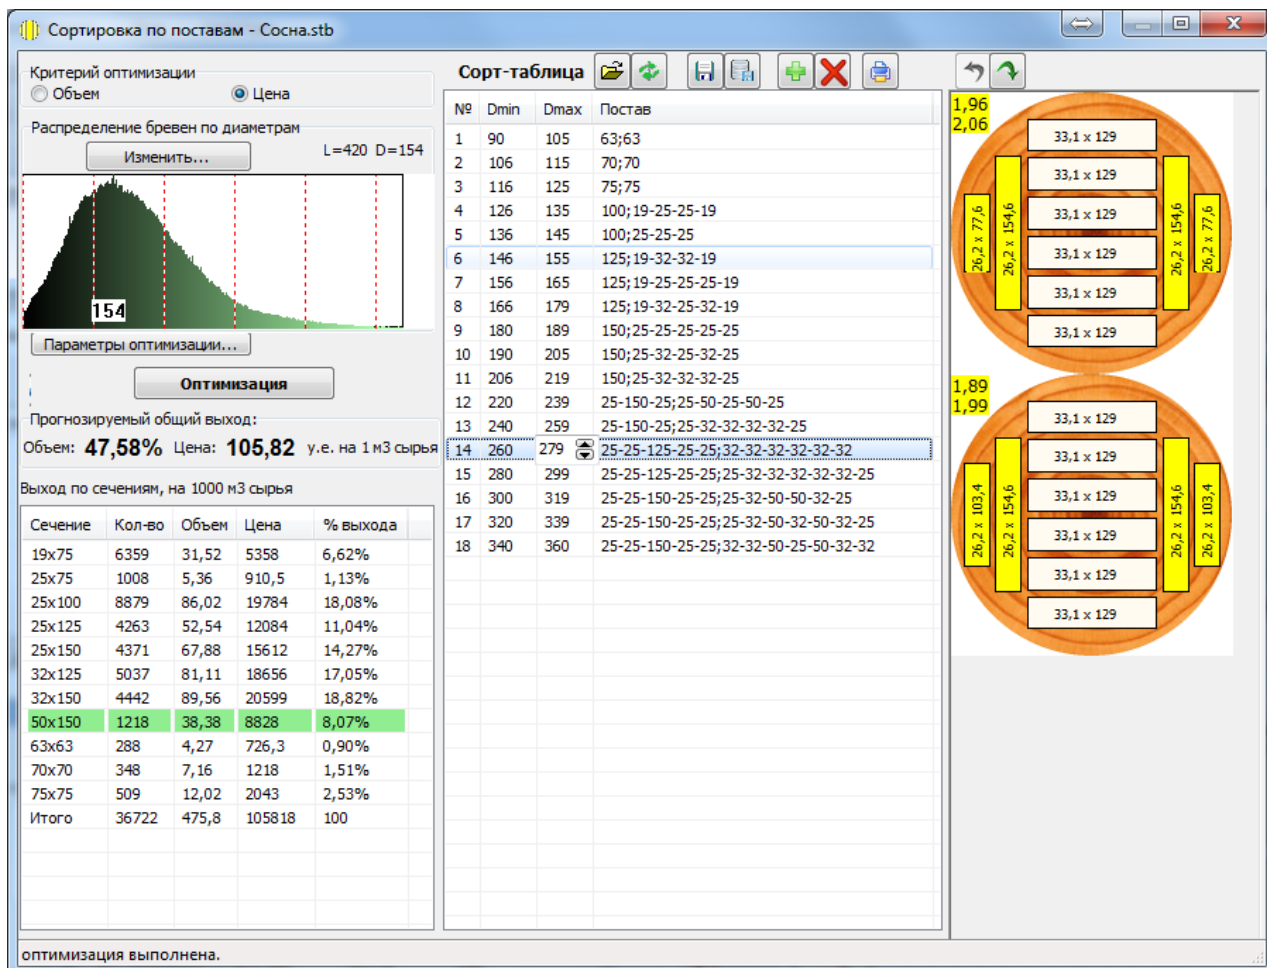 Сортировка по поставам - Сосна.stb
Критерий оптимизации
Объем Цена
Распределение бревен по диаметрам
Изменить... L=420 D=154
154
Параметры оптимизации...
Оптимизация
Прогнозируемый общий выход:
Объем: 47,58% Цена: 105,82 у.е. на 1 м3 сырья
Выход по сечениям, на 1000 м3 сырья
Сечение Кол-во Объем Цена % выхода
19x75 6359 31,52 5358 6,62%
25x75 1008 5,36 910,5 1,13%
25x100 8879 86,02 19784 18,08%
25x125 4263 52,54 12084 11,04%
25x150 4371 67,88 15612 14,27%
32x125 5037 81,11 18656 17,05%
32x150 4442 89,56 20599 18,82%
50x150 1218 38,38 8828 8,07%
63x63 288 4,27 726,3 0,90%
70x70 348 7,16 1218 1,51%
75x75 509 12,02 2043 2,53%
Итого 36722 475,8 105818 100
Сорт-таблица
№ Dmin Dmax Постав
1 90 105 63;63
2 106 115 70;70
3 116 125 75;75
4 126 135 100;19-25-25-19
5 136 145 100;25-25-25
6 146 155 125;19-32-32-19
7 156 165 125;19-25-25-25-19
8 166 179 125;19-32-25-32-19
9 180 189 150;25-25-25-25-25
10 190 205 150;25-32-25-32-25
11 206 219 150;25-32-32-32-25
12 220 239 25-150-25;25-50-25-50-25
13 240 259 25-150-25;25-32-32-32-32-25
14 260 279 25-25-125-25-25;32-32-32-32-32-32
15 280 299 25-25-125-25-25;25-32-32-32-32-32-25
16 300 319 25-25-150-25-25;25-32-50-50-32-25
17 320 339 25-25-150-25-25;25-32-50-32-50-32-25
18 340 360 25-25-150-25-25;32-32-50-25-50-32-32
1,96
2,06
33,1 x 129
33,1 x 129
33,1 x 129
33,1 x 129
33,1 x 129
33,1 x 129
26,2 x 77,6
26,2 x 154,6
26,2 x 154,6
26,2 x 77,6
1,89
1,99
33,1 x 129
33,1 x 129
33,1 x 129
33,1 x 129
33,1 x 129
33,1 x 129
26,2 x 103,4
26,2 x 154,6
26,2 x 154,6
26,2 x 103,4
оптимизация выполнена.